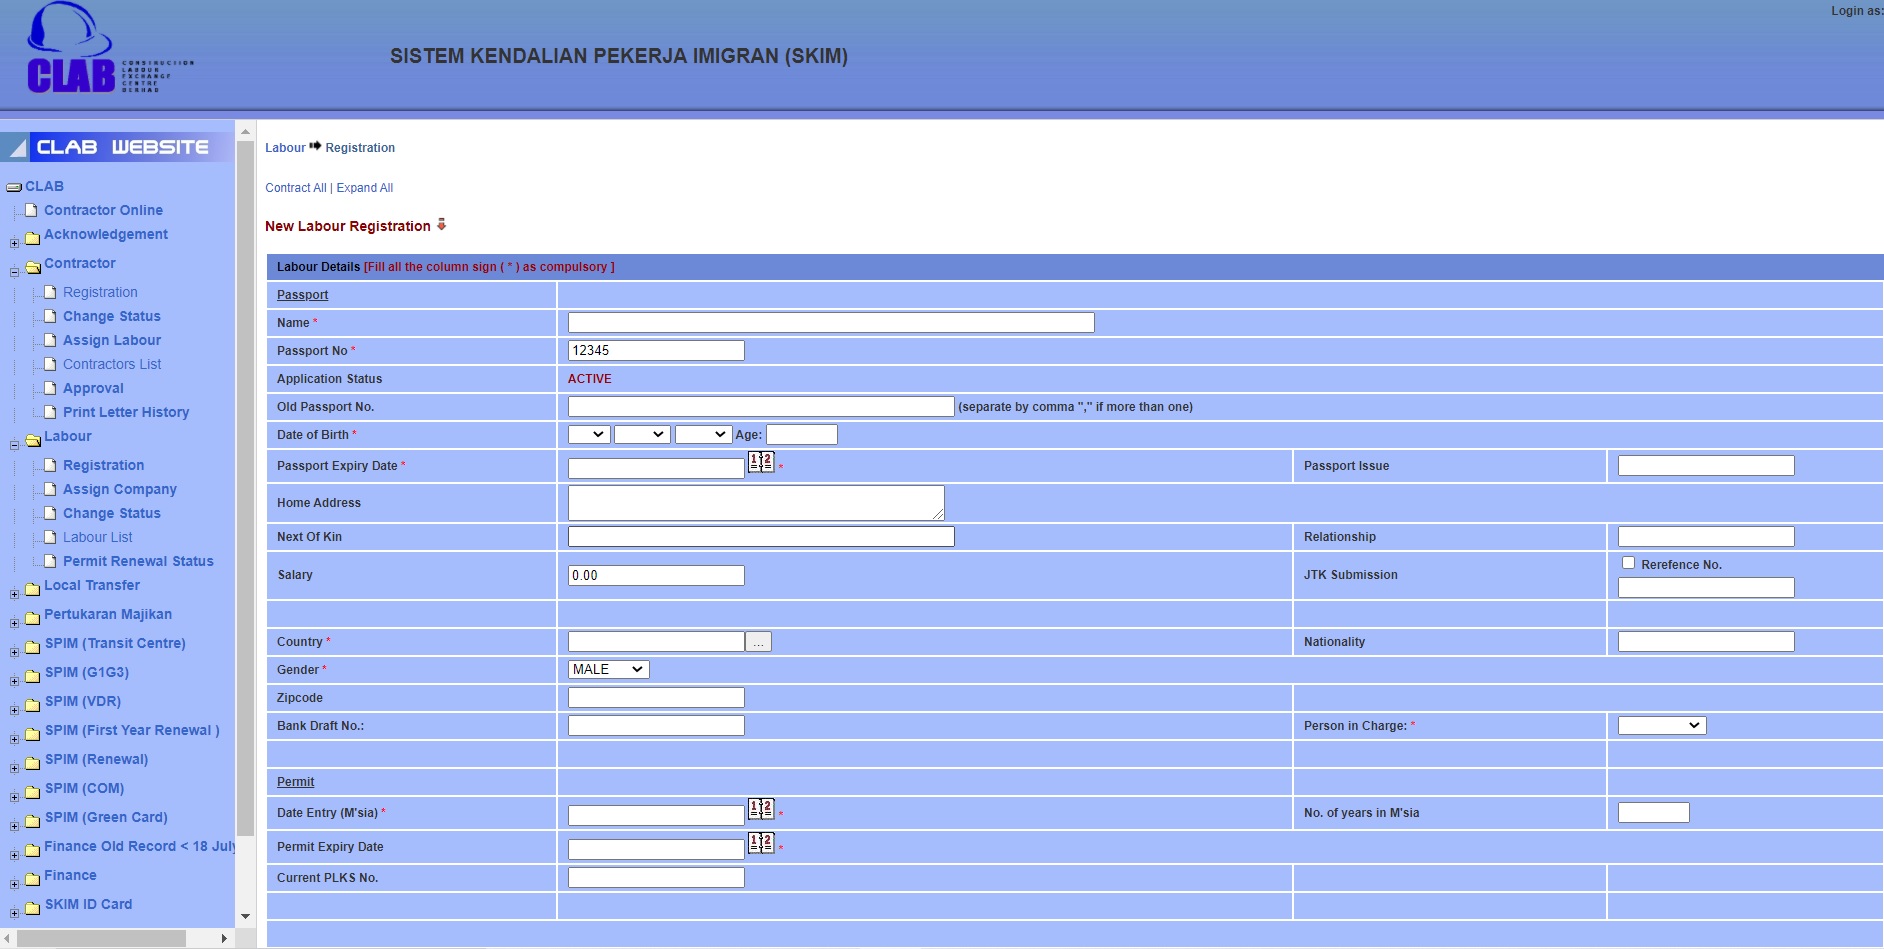 Login as:
CLAB
CONSTRUCTION
LABOUR
EXCHANGE
CENTRE
BERHAD
SISTEM KENDALIAN PEKERJA IMIGRAN (SKIM)
CLAB WEBSITE
CLAB
Contractor Online
Acknowledgement
Contractor
Registration
Change Status
Assign Labour
Contractors List
Approval
Print Letter History
Labour
Registration
Assign Company
Change Status
Labour List
Permit Renewal Status
Local Transfer
Pertukaran Majikan
SPIM (Transit Centre)
SPIM (G1G3)
SPIM (VDR)
SPIM (First Year Renewal )
SPIM (Renewal)
SPIM (COM)
SPIM (Green Card)
Finance Old Record < 18 July
Finance
SKIM ID Card
Labour Registration
Contract All | Expand All
New Labour Registration
Labour Details [Fill all the column sign ( * ) as compulsory ]
Passport
Name *
Passport No * 12345
Application Status ACTIVE
Old Passport No. (separate by comma "," if more than one)
Date of Birth * Age:
Passport Expiry Date * 1 2 * Passport Issue
Home Address
Next Of Kin Relationship
Salary 0.00 JTK Submission Rerefence No.
Country * ... Nationality
Gender * MALE
Zipcode
Bank Draft No.: Person in Charge: *
Permit
Date Entry (M'sia) * 1 2 * No. of years in M'sia
Permit Expiry Date 1 2 *
Current PLKS No.